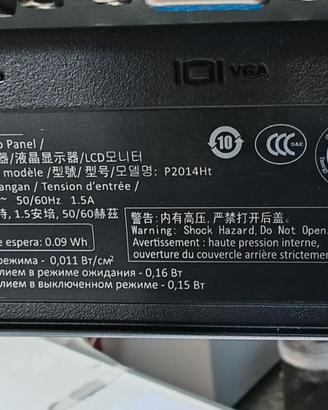 VGA
Panel /
器/液晶显示器/LCD모니터
modèle /型號/ 型号/모델명: P2014Ht
angan / Tension d’entrée /
~ 50/60Hz 1.5A
, 1.5安培, 50/60赫茲
10
CCC S&E
警告: 内有高压, 严禁打开后盖。
Warning: Shock Hazard, Do Not Open.
Avertissement : haute pression interne,
ouverture du couvercle arrière strictemen
e espera: 0.09 Wh
режима - 0,011 Вт/см²
лием в режиме ожидания - 0,16 Вт
лием в выключенном режиме - 0,15 Вт